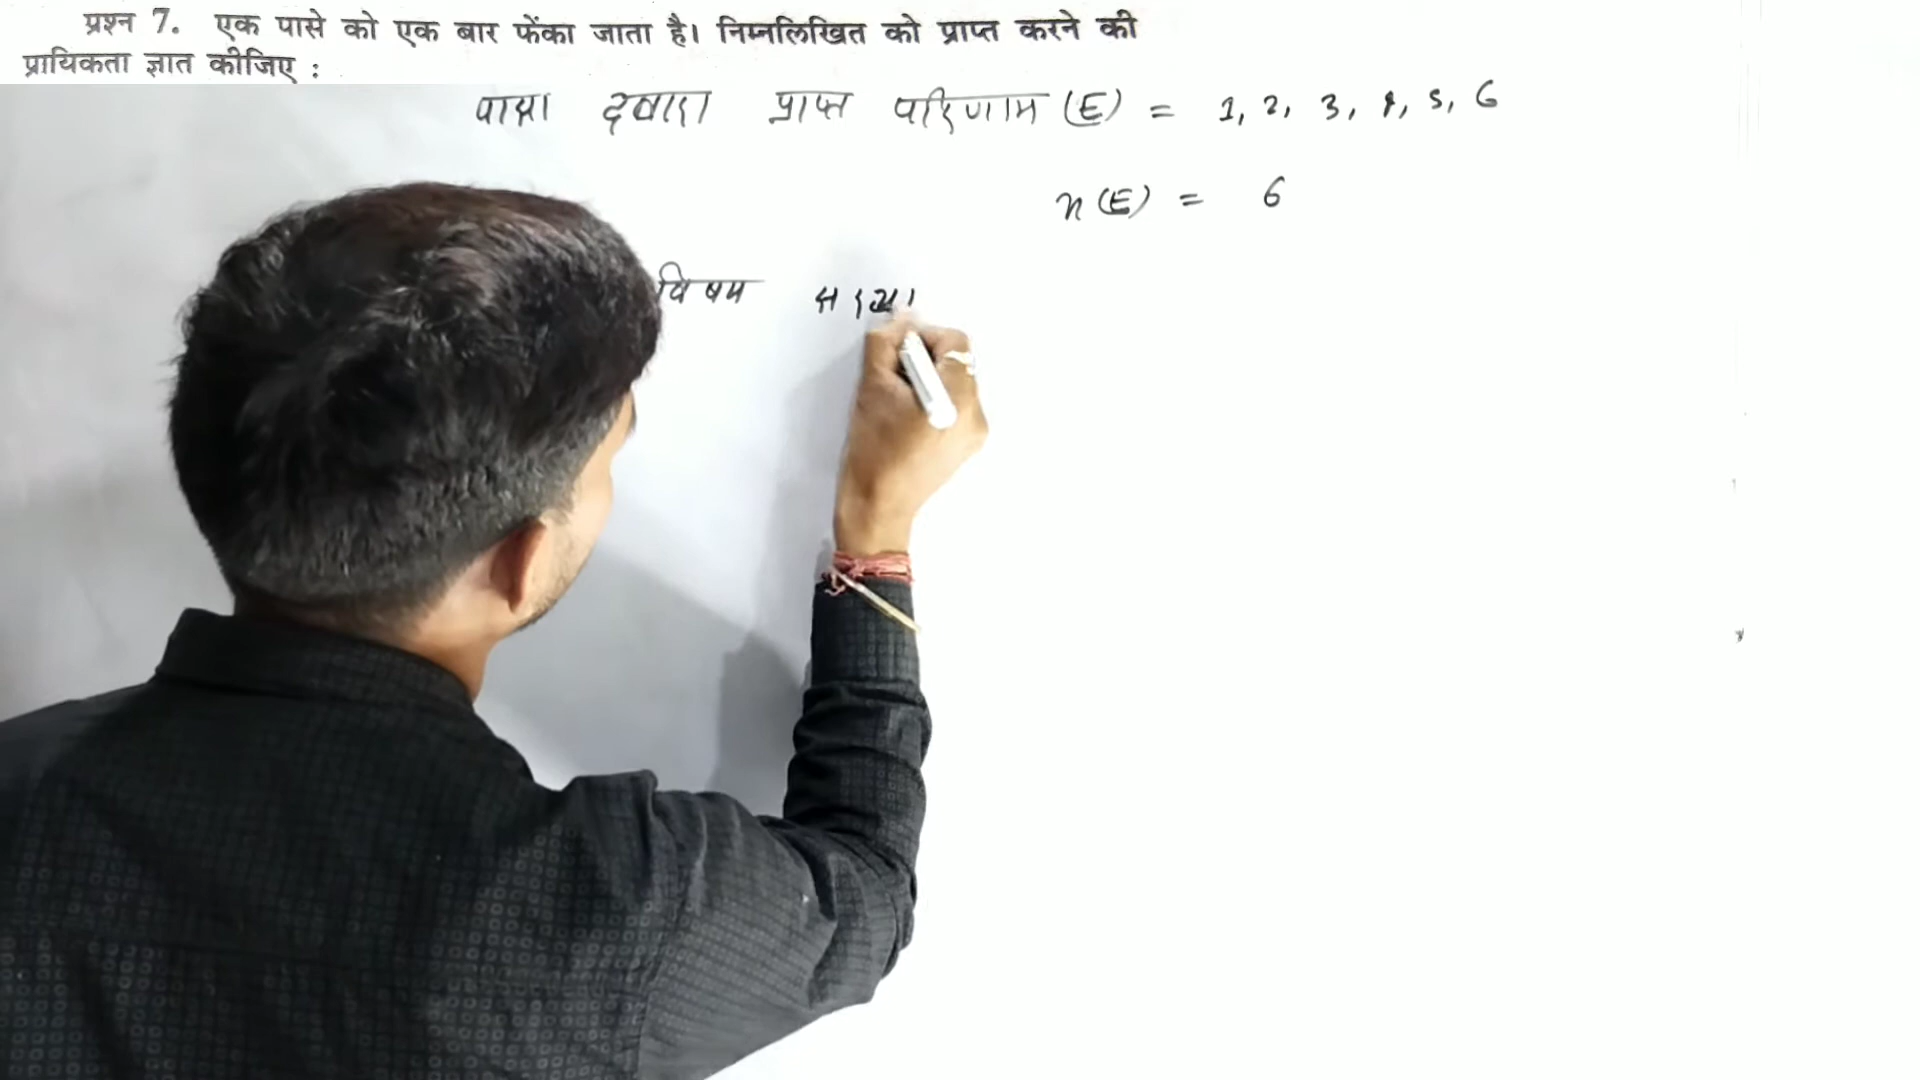 प्रश्न 7. एक पासे को एक बार फेंका जाता है। निम्नलिखित को प्राप्त करने की
प्रायिकता ज्ञात कीजिए :
पासा द्वारा प्राप्त परिणाम (E) = 1, 2, 3, 4, 5, 6
n(E) = 6
विषम संख्या